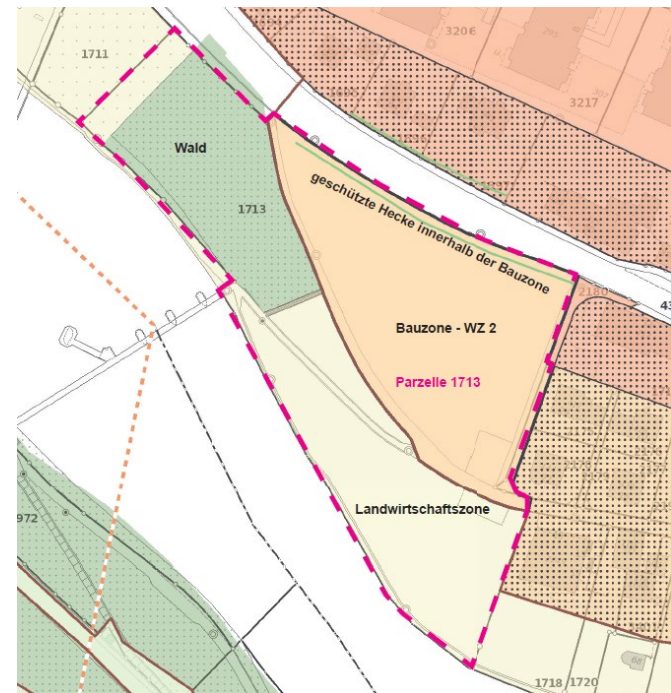 3206
1711
3217
Wald
geschützte Hecke innerhalb der Bauzone
1713
2180
Bauzone - WZ 2
Parzelle 1713
Landwirtschaftszone
972
68
1718
1720